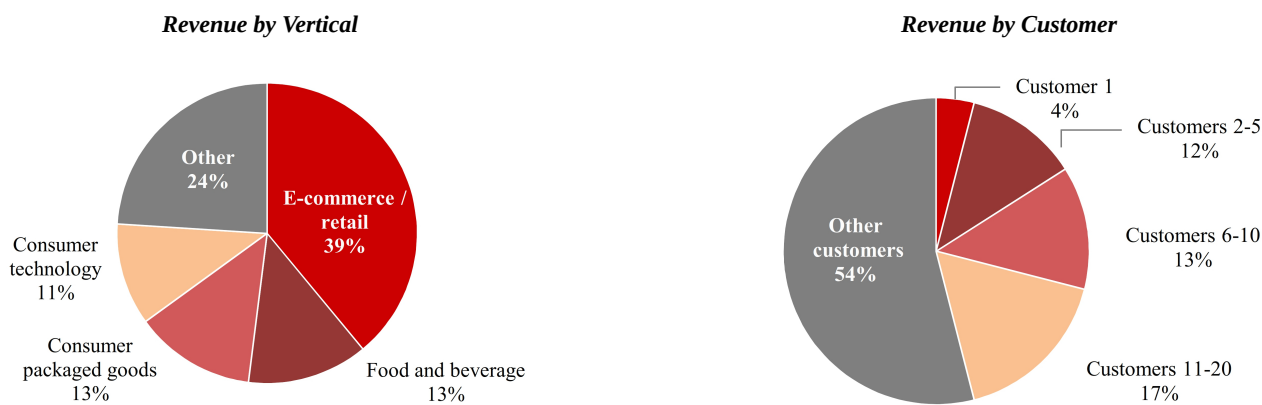 Revenue by Vertical
Other
24%
E-commerce /
retail
39%
Consumer
technology
11%
Consumer
packaged goods
13%
Food and beverage
13%
Revenue by Customer
Customer 1
4%
Customers 2-5
12%
Customers 6-10
13%
Other
customers
54%
Customers 11-20
17%